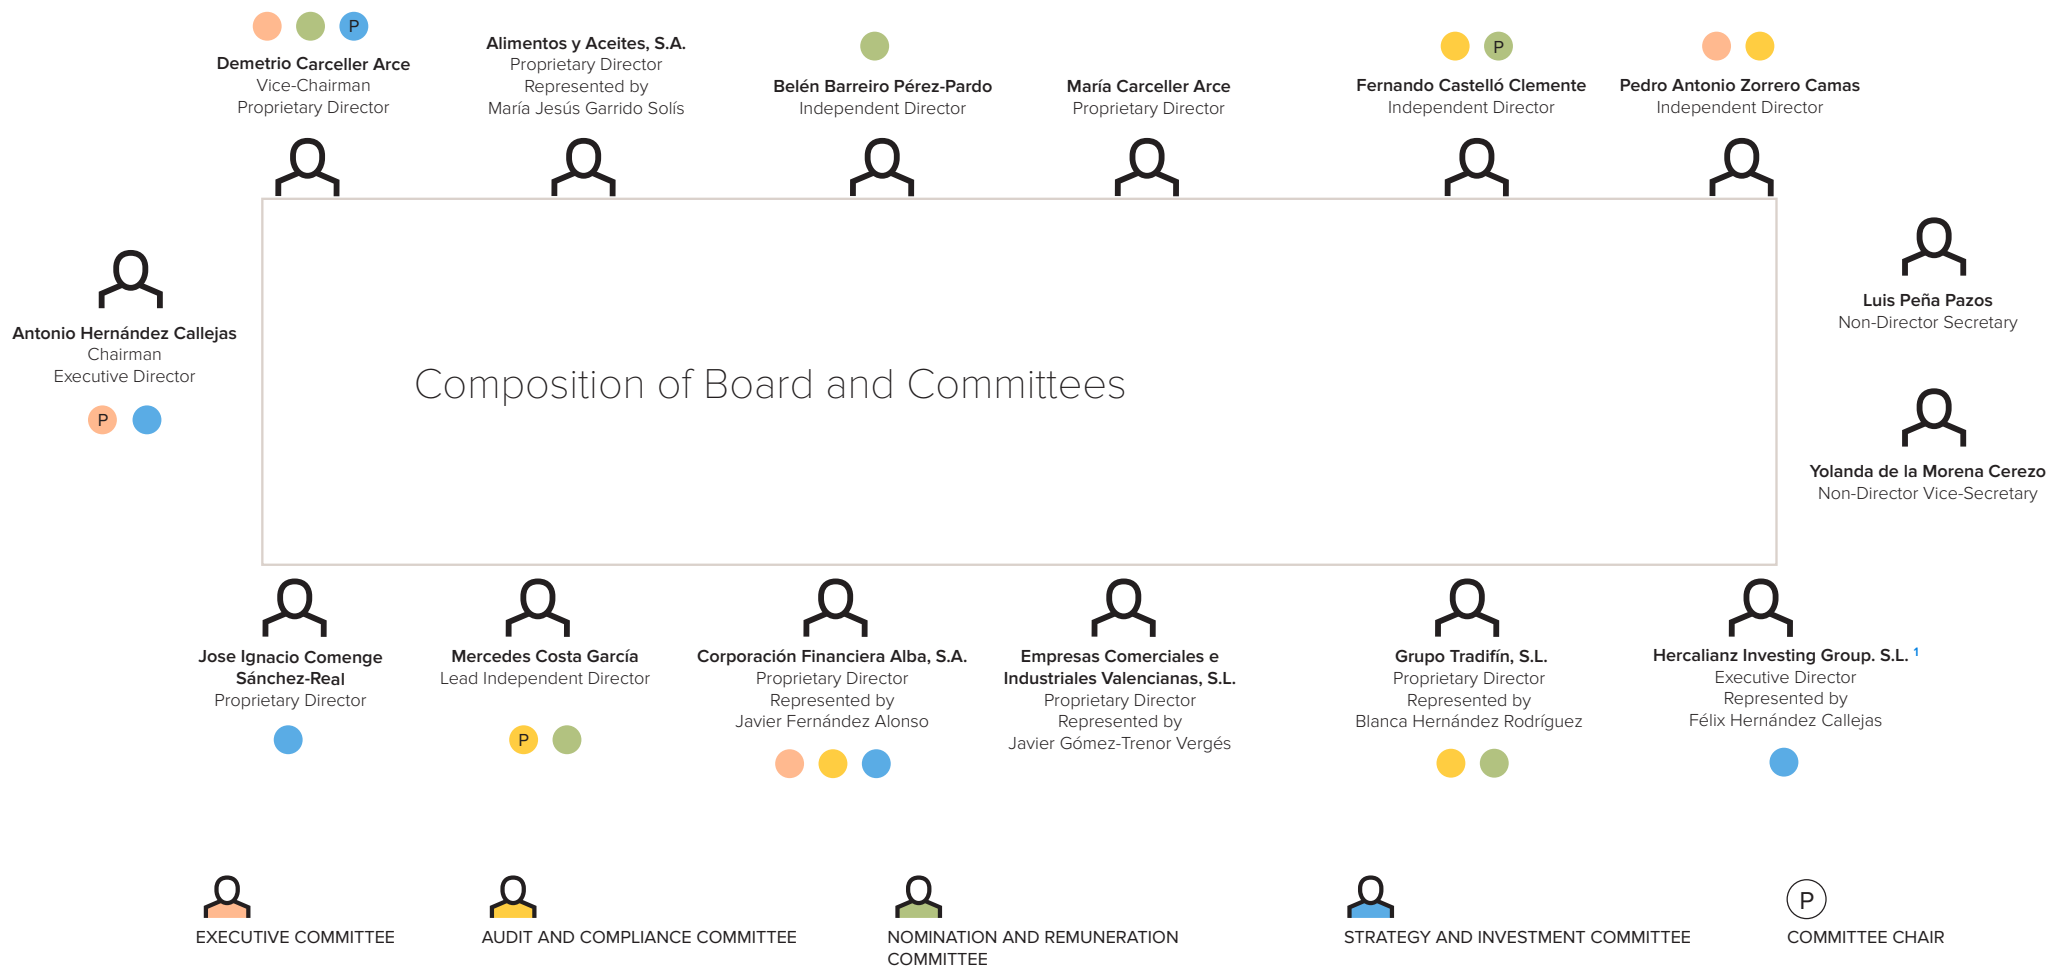 P
Demetrio Carceller Arce
Vice-Chairman
Proprietary Director
Alimentos y Aceites, S.A.
Proprietary Director
Represented by
María Jesús Garrido Solís
Belén Barreiro Pérez-Pardo
Independent Director
María Carceller Arce
Proprietary Director
P
Fernando Castelló Clemente
Independent Director
Pedro Antonio Zorrero Camas
Independent Director
Antonio Hernández Callejas
Chairman
Executive Director
P
Composition of Board and Committees
Luis Peña Pazos
Non-Director Secretary
Yolanda de la Morena Cerezo
Non-Director Vice-Secretary
Jose Ignacio Comenge
Sánchez-Real
Proprietary Director
Mercedes Costa García
Lead Independent Director
P
Corporación Financiera Alba, S.A.
Proprietary Director
Represented by
Javier Fernández Alonso
Empresas Comerciales e
Industriales Valencianas, S.L.
Proprietary Director
Represented by
Javier Gómez-Trenor Vergés
Grupo Tradifín, S.L.
Proprietary Director
Represented by
Blanca Hernández Rodríguez
Hercalianz Investing Group. S.L. 1
Executive Director
Represented by
Félix Hernández Callejas
EXECUTIVE COMMITTEE
AUDIT AND COMPLIANCE COMMITTEE
NOMINATION AND REMUNERATION
COMMITTEE
STRATEGY AND INVESTMENT COMMITTEE
P
COMMITTEE CHAIR